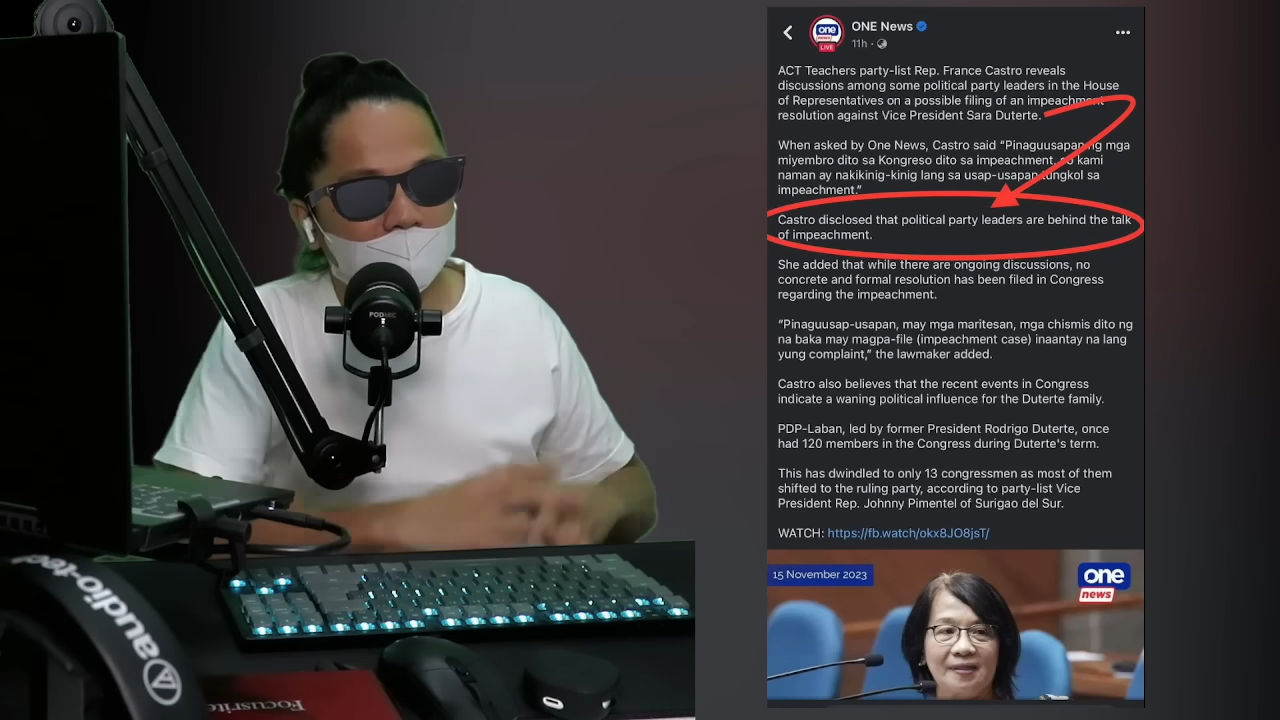 ONE News
11h
ACT Teachers party-list Rep. France Castro reveals
discussions among some political party leaders in the House
of Representatives on a possible filing of an impeachment
resolution against Vice President Sara Duterte.
When asked by One News, Castro said “Pinaguusapan ng mga
miyembro dito sa Kongreso dito sa impeachment, so kami
naman ay nakikinig-kinig lang sa usap-usapan tungkol sa
impeachment.”
Castro disclosed that political party leaders are behind the talk
of impeachment.
She added that while there are ongoing discussions, no
concrete and formal resolution has been filed in Congress
regarding the impeachment.
“Pinaguusap-usapan, may mga maritesan, mga chismis dito ng
na baka may magpa-file (impeachment case) inaantay na lang
yung complaint,” the lawmaker added.
Castro also believes that the recent events in Congress
indicate a waning political influence for the Duterte family.
PDP-Laban, led by former President Rodrigo Duterte, once
had 120 members in the Congress during Duterte's term.
This has dwindled to only 13 congressmen as most of them
shifted to the ruling party, according to party-list Vice
President Rep. Johnny Pimentel of Surigao del Sur.
WATCH: https://fb.watch/okx8JO8jsT/
15 November 2023
one
news
one
news
LIVE
PODMIC
audio-tech
Focusrite